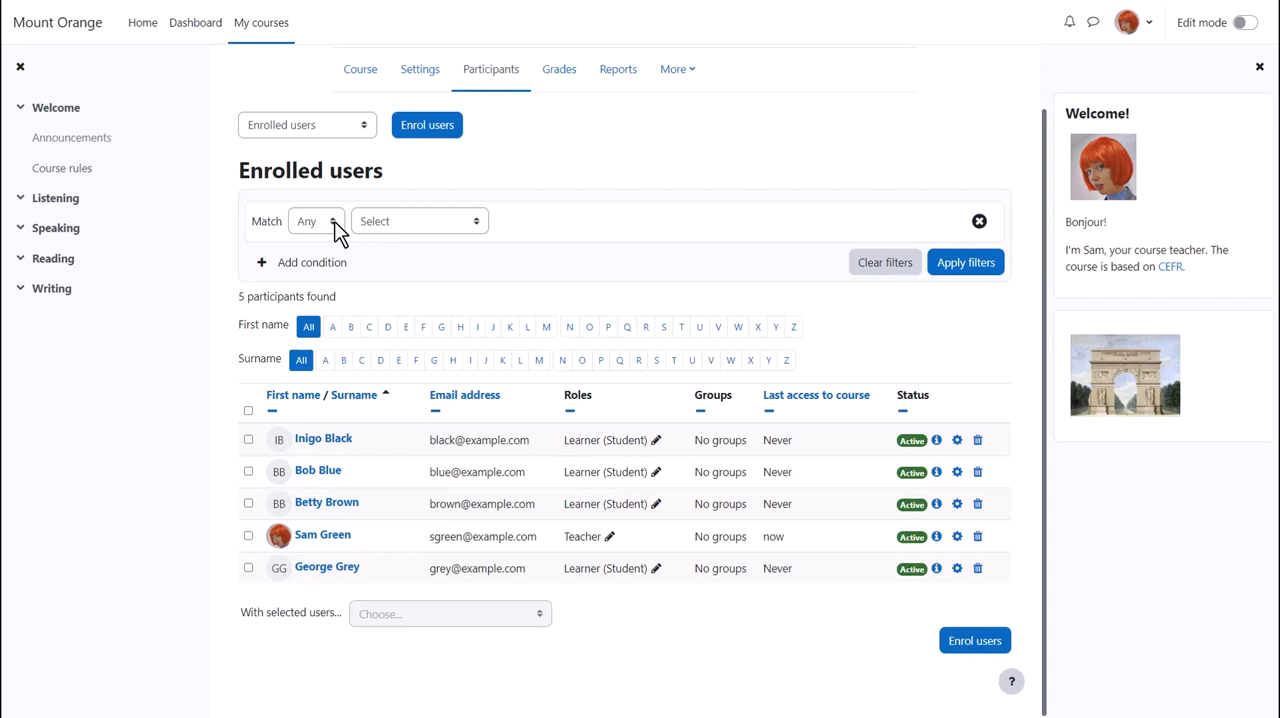 Mount Orange Home Dashboard My courses Edit mode
Course Settings Participants Grades Reports More
Welcome
Announcements
Course rules
Listening
Speaking
Reading
Writing
Enrolled users Enrol users
Enrolled users
Match Any Select
Add condition Clear filters Apply filters
5 participants found
First name All A B C D E F G H I J K L M N O P Q R S T U V W X Y Z
Surname All A B C D E F G H I J K L M N O P Q R S T U V W X Y Z
First name / Surname Email address Roles Groups Last access to course Status
IB Inigo Black black@example.com Learner (Student) No groups Never Active
BB Bob Blue blue@example.com Learner (Student) No groups Never Active
BB Betty Brown brown@example.com Learner (Student) No groups Never Active
Sam Green sgreen@example.com Teacher No groups now Active
GG George Grey grey@example.com Learner (Student) No groups Never Active
With selected users... Choose...
Enrol users
?
Welcome!
Bonjour!
I'm Sam, your course teacher. The
course is based on CEFR.